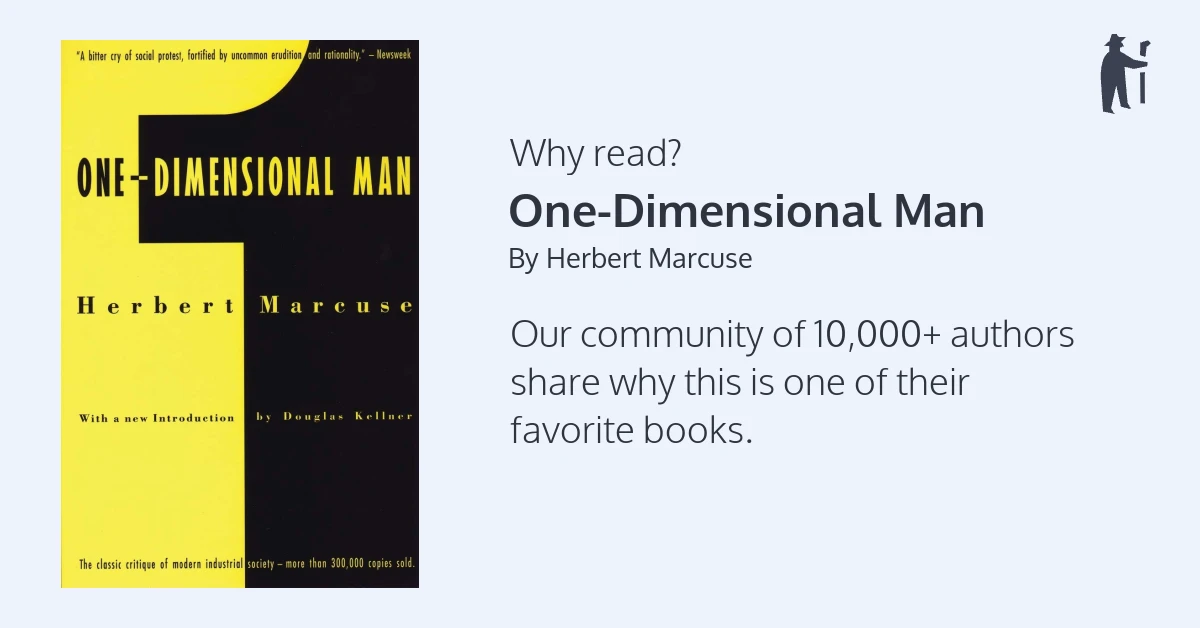 "A bitter cry of social protest, fortified by uncommon erudition and rationality." – Newsweek
ONE-DIMENSIONAL MAN
Herbert Marcuse
With a new Introduction by Douglas Kellner
The classic critique of modern industrial society – more than 300,000 copies sold.
Why read?
One-Dimensional Man
By Herbert Marcuse
Our community of 10,000+ authors
share why this is one of their
favorite books.